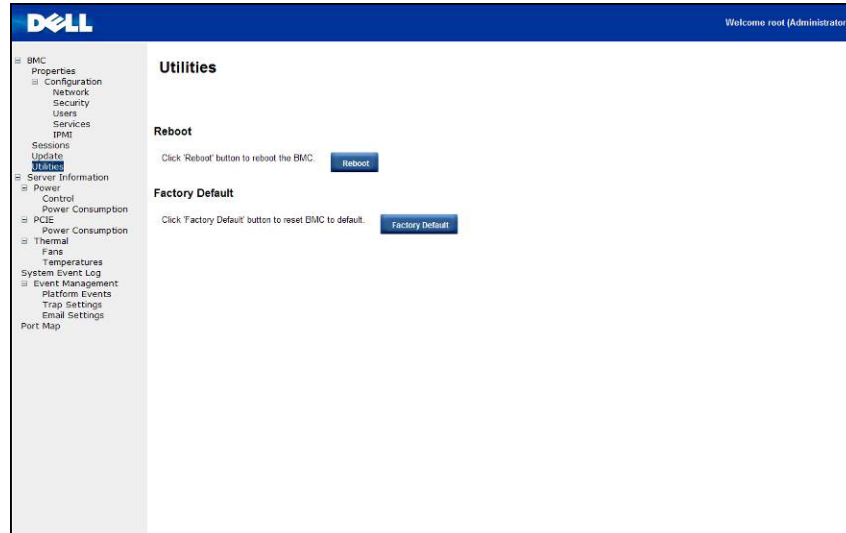 DELL
Welcome root (Administrator
BMC
Properties
Configuration
Network
Security
Users
Services
IPMI
Sessions
Update
Utilities
Server Information
Power
Control
Power Consumption
PCIE
Power Consumption
Thermal
Fans
Temperatures
System Event Log
Event Management
Platform Events
Trap Settings
Email Settings
Port Map
Utilities
Reboot
Click 'Reboot' button to reboot the BMC.
Reboot
Factory Default
Click 'Factory Default' button to reset BMC to default.
Factory Default